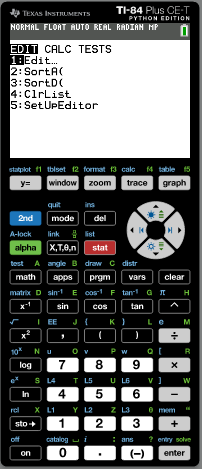 TEXAS INSTRUMENTS TI-84 Plus CE-T
PYTHON EDITION
NORMAL FLOAT AUTO REAL RADIAN MP
EDIT CALC TESTS
1:Edit…
2:SortA(
3:SortD(
4:ClrList
5:SetUpEditor
statplot f1 tblset f2 format f3 calc f4 table f5
y= window zoom trace graph
quit ins
2nd mode del
A-lock link list
alpha X,T,θ,n stat
test A angle B draw C distr
math apps prgm vars clear
matrix D sin⁻¹ E cos⁻¹ F tan⁻¹ G π H
x⁻¹ sin cos tan ^
√ I EE J { K } L e M
x² , ( ) ÷
10ˣ N u O v P w Q [ R
log 7 8 9 ×
eˣ S L4 T L5 U L6 V ] W
ln 4 5 6 −
rcl X L1 Y L2 Z L3 θ mem "
sto→ 1 2 3 +
off catalog i : ans ? entry solve
on 0 . (−) enter